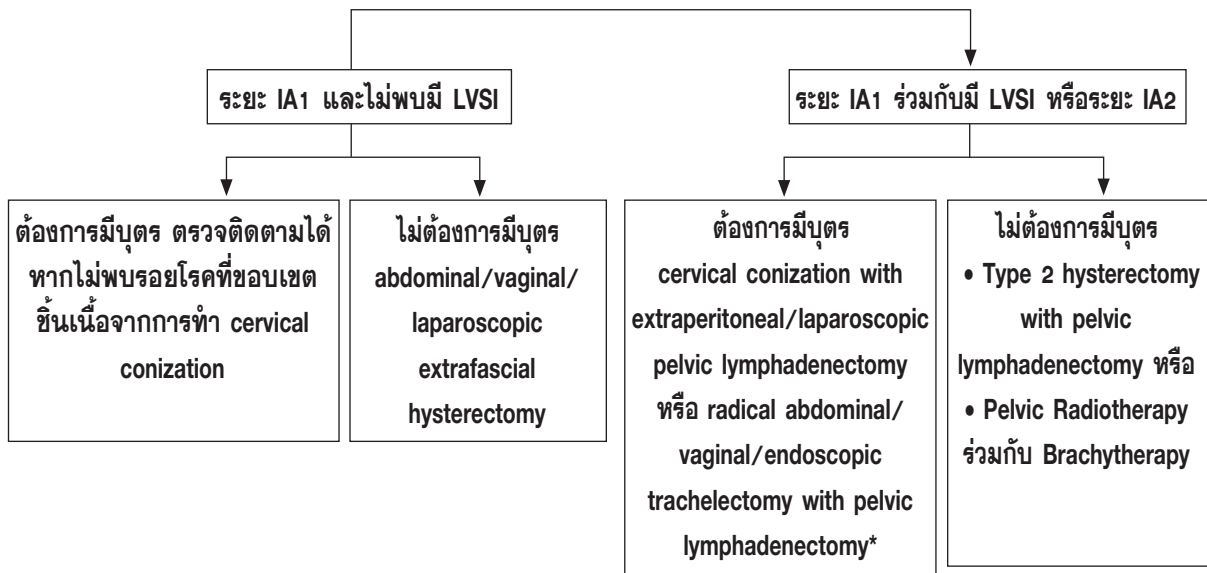 ระยะ IA1 และไม่พบมี LVSI
ระยะ IA1 ร่วมกับมี LVSI หรือระยะ IA2
ต้องการมีบุตร ตรวจติดตามได้
หากไม่พบรอยโรคที่ขอบเขต
ชิ้นเนื้อจากการทำ cervical
conization
ไม่ต้องการมีบุตร
abdominal/vaginal/
laparoscopic
extrafascial
hysterectomy
ต้องการมีบุตร
cervical conization with
extraperitoneal/laparoscopic
pelvic lymphadenectomy
หรือ radical abdominal/
vaginal/endoscopic
trachelectomy with pelvic
lymphadenectomy*
ไม่ต้องการมีบุตร
• Type 2 hysterectomy
with pelvic
lymphadenectomy หรือ
• Pelvic Radiotherapy
ร่วมกับ Brachytherapy